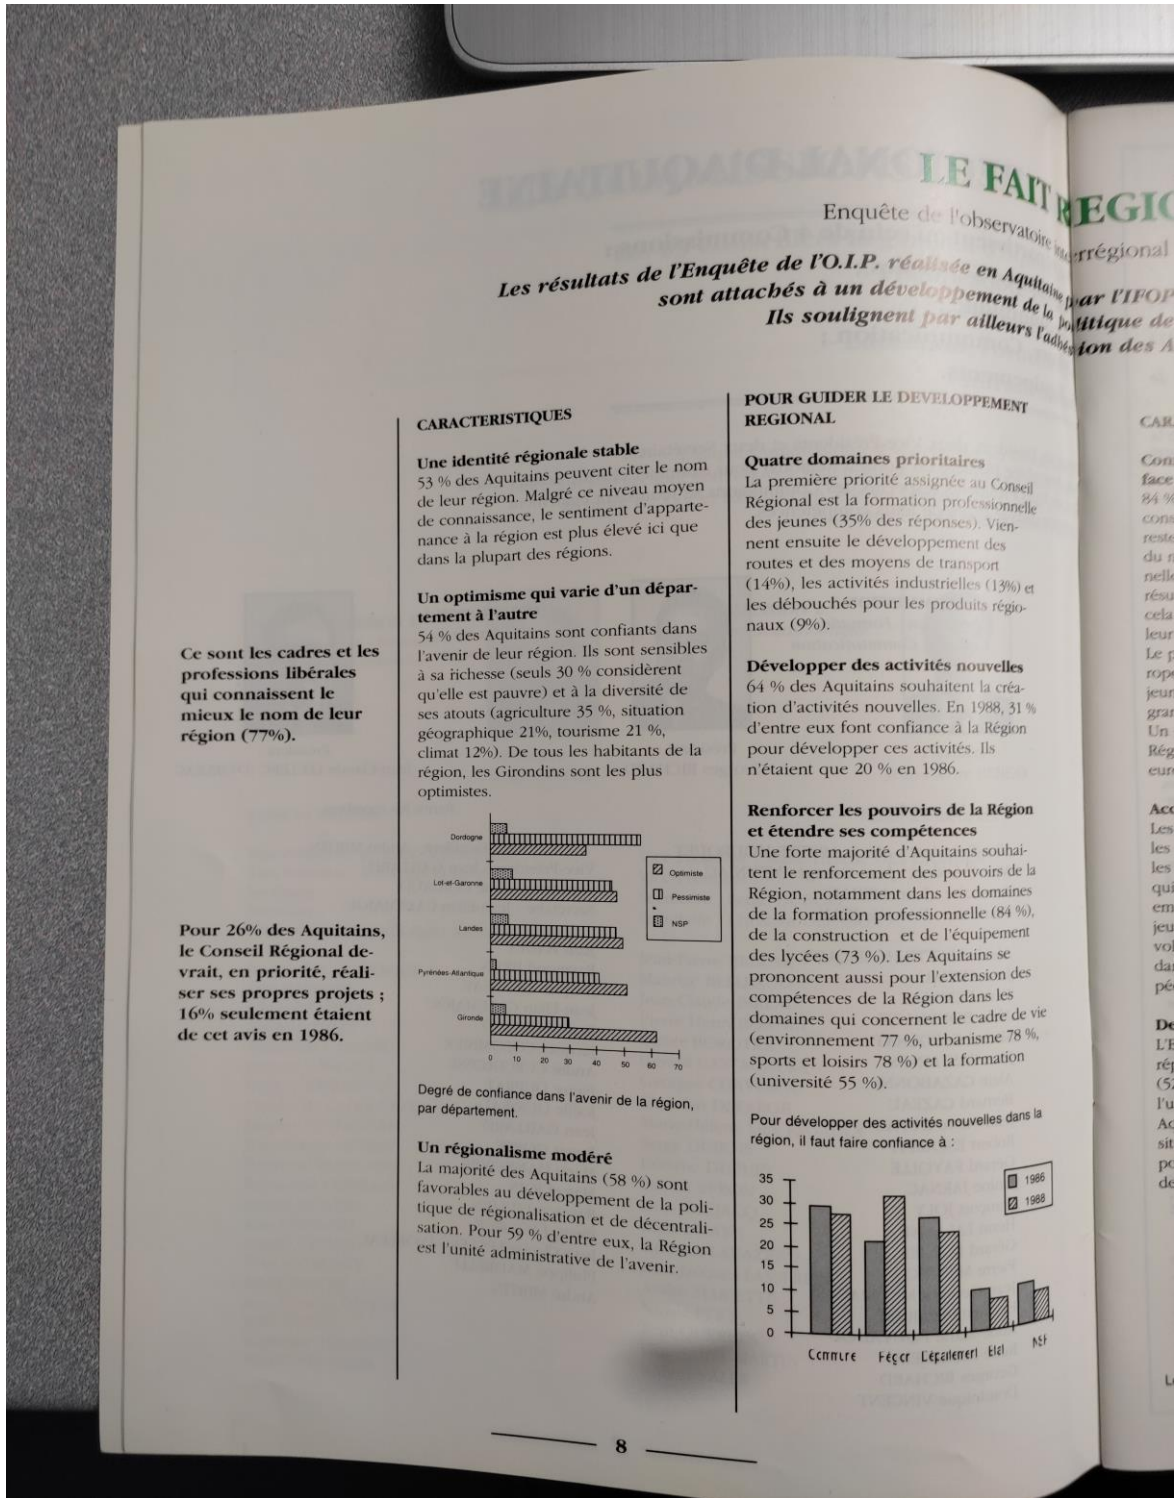 LE FAIT REGIO
Enquête de l'observatoire interrégional
Les résultats de l'Enquête de l'O.I.P. réalisée en Aquitaine par l'IFOP
sont attachés à un développement de la politique de
Ils soulignent par ailleurs l'adhésion des A
Ce sont les cadres et les
professions libérales
qui connaissent le
mieux le nom de leur
région (77%).
Pour 26% des Aquitains,
le Conseil Régional de-
vrait, en priorité, réali-
ser ses propres projets ;
16% seulement étaient
de cet avis en 1986.
CARACTERISTIQUES
Une identité régionale stable
53 % des Aquitains peuvent citer le nom
de leur région. Malgré ce niveau moyen
de connaissance, le sentiment d'apparte-
nance à la région est plus élevé ici que
dans la plupart des régions.
Un optimisme qui varie d'un dépar-
tement à l'autre
54 % des Aquitains sont confiants dans
l'avenir de leur région. Ils sont sensibles
à sa richesse (seuls 30 % considèrent
qu'elle est pauvre) et à la diversité de
ses atouts (agriculture 35 %, situation
géographique 21%, tourisme 21 %,
climat 12%). De tous les habitants de la
région, les Girondins sont les plus
optimistes.
Dordogne
Lot-et-Garonne
Landes
Pyrénées-Atlantique
Gironde
0 10 20 30 40 50 60 70
Optimiste
Pessimiste
NSP
Degré de confiance dans l'avenir de la région,
par département.
Un régionalisme modéré
La majorité des Aquitains (58 %) sont
favorables au développement de la poli-
tique de régionalisation et de décentrali-
sation. Pour 59 % d'entre eux, la Région
est l'unité administrative de l'avenir.
POUR GUIDER LE DEVELOPPEMENT
REGIONAL
Quatre domaines prioritaires
La première priorité assignée au Conseil
Régional est la formation professionnelle
des jeunes (35% des réponses). Vien-
nent ensuite le développement des
routes et des moyens de transport
(14%), les activités industrielles (13%) et
les débouchés pour les produits régio-
naux (9%).
Développer des activités nouvelles
64 % des Aquitains souhaitent la créa-
tion d'activités nouvelles. En 1988, 31 %
d'entre eux font confiance à la Région
pour développer ces activités. Ils
n'étaient que 20 % en 1986.
Renforcer les pouvoirs de la Région
et étendre ses compétences
Une forte majorité d'Aquitains souhai-
tent le renforcement des pouvoirs de la
Région, notamment dans les domaines
de la formation professionnelle (84 %),
de la construction et de l'équipement
des lycées (73 %). Les Aquitains se
prononcent aussi pour l'extension des
compétences de la Région dans les
domaines qui concernent le cadre de vie
(environnement 77 %, urbanisme 78 %,
sports et loisirs 78 %) et la formation
(université 55 %).
Pour développer des activités nouvelles dans la
région, il faut faire confiance à :
35
30
25
20
15
10
5
0
1986
1988
8